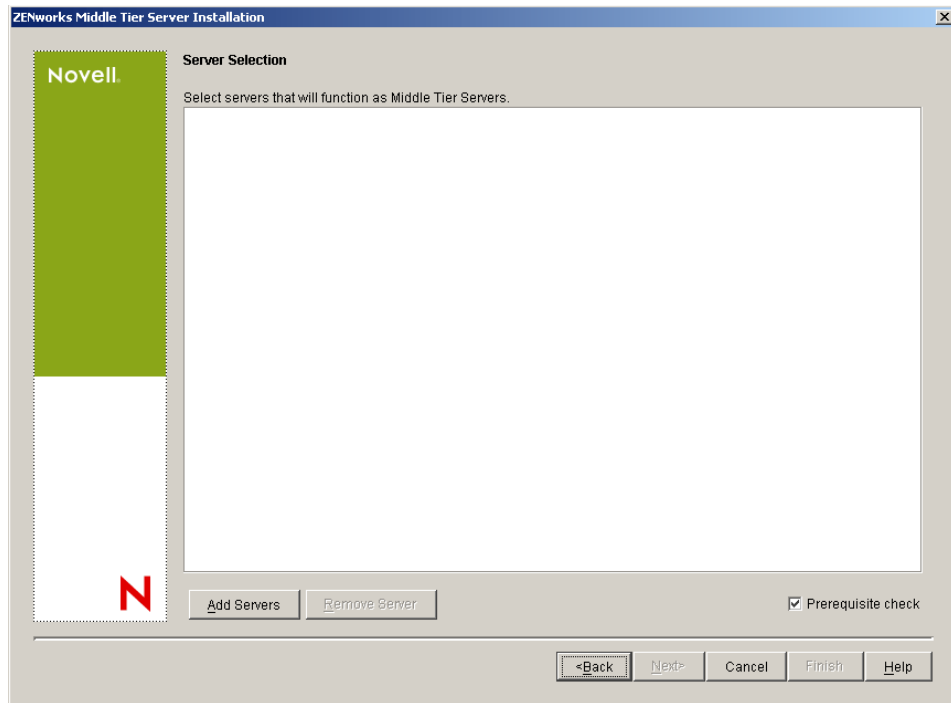 ZENworks Middle Tier Server Installation
Novell.
Server Selection
Select servers that will function as Middle Tier Servers.
N
Add Servers
Remove Server
Prerequisite check
<Back
Next>
Cancel
Finish
Help